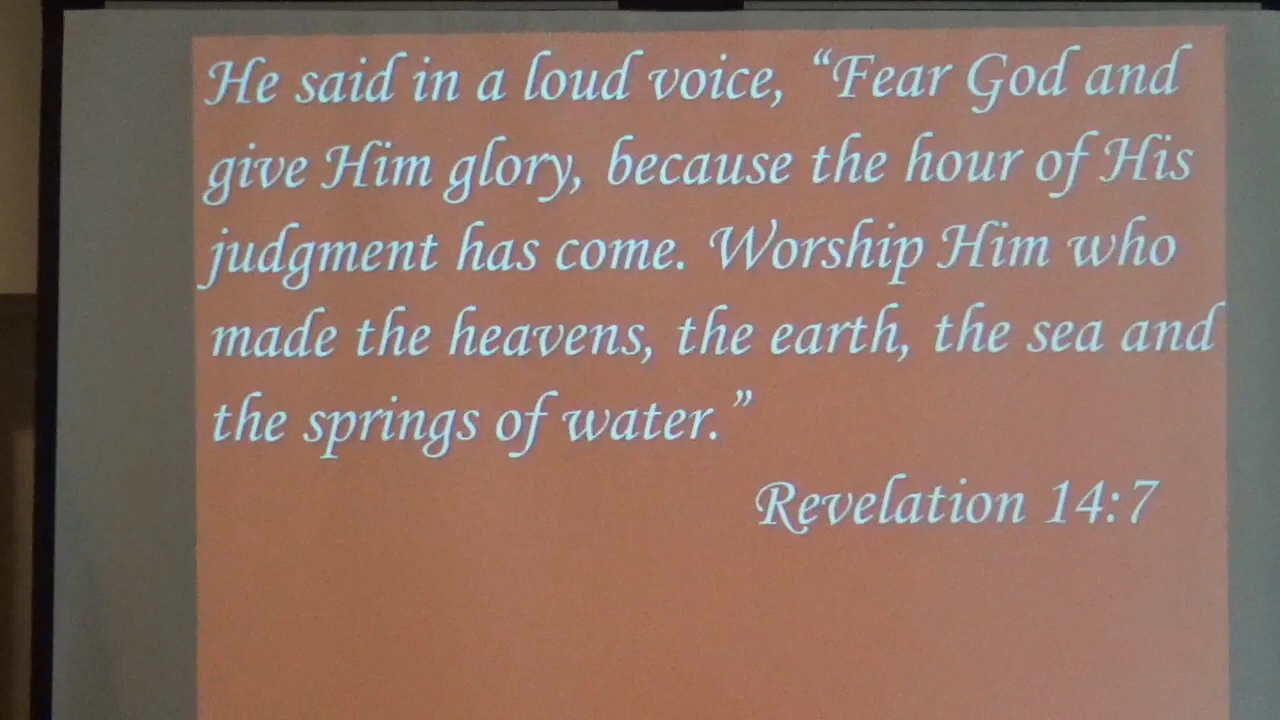 He said in a loud voice, “Fear God and
give Him glory, because the hour of His
judgment has come. Worship Him who
made the heavens, the earth, the sea and
the springs of water.”
Revelation 14:7